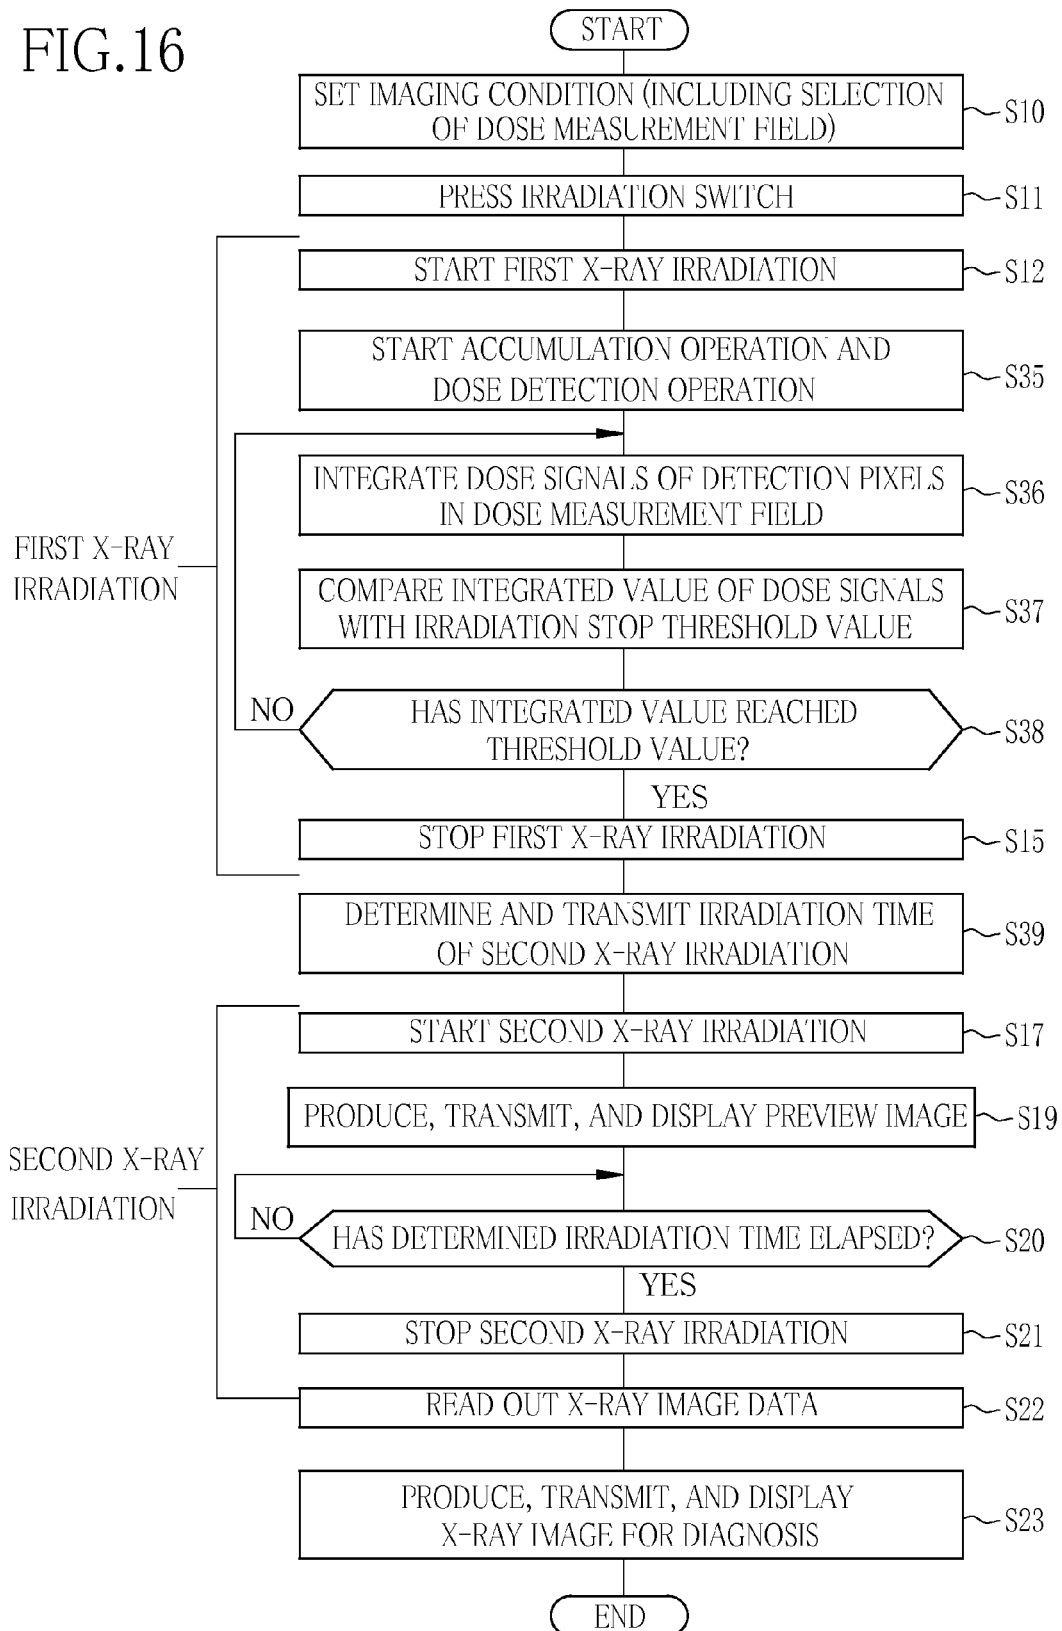 FIG.16
START
SET IMAGING CONDITION (INCLUDING SELECTION
OF DOSE MEASUREMENT FIELD)
S10
PRESS IRRADIATION SWITCH
S11
START FIRST X-RAY IRRADIATION
S12
START ACCUMULATION OPERATION AND
DOSE DETECTION OPERATION
S35
INTEGRATE DOSE SIGNALS OF DETECTION PIXELS
IN DOSE MEASUREMENT FIELD
S36
FIRST X-RAY
IRRADIATION
COMPARE INTEGRATED VALUE OF DOSE SIGNALS
WITH IRRADIATION STOP THRESHOLD VALUE
S37
NO
HAS INTEGRATED VALUE REACHED
THRESHOLD VALUE?
S38
YES
STOP FIRST X-RAY IRRADIATION
S15
DETERMINE AND TRANSMIT IRRADIATION TIME
OF SECOND X-RAY IRRADIATION
S39
START SECOND X-RAY IRRADIATION
S17
PRODUCE, TRANSMIT, AND DISPLAY PREVIEW IMAGE
S19
SECOND X-RAY
IRRADIATION
NO
HAS DETERMINED IRRADIATION TIME ELAPSED?
S20
YES
STOP SECOND X-RAY IRRADIATION
S21
READ OUT X-RAY IMAGE DATA
S22
PRODUCE, TRANSMIT, AND DISPLAY
X-RAY IMAGE FOR DIAGNOSIS
S23
END